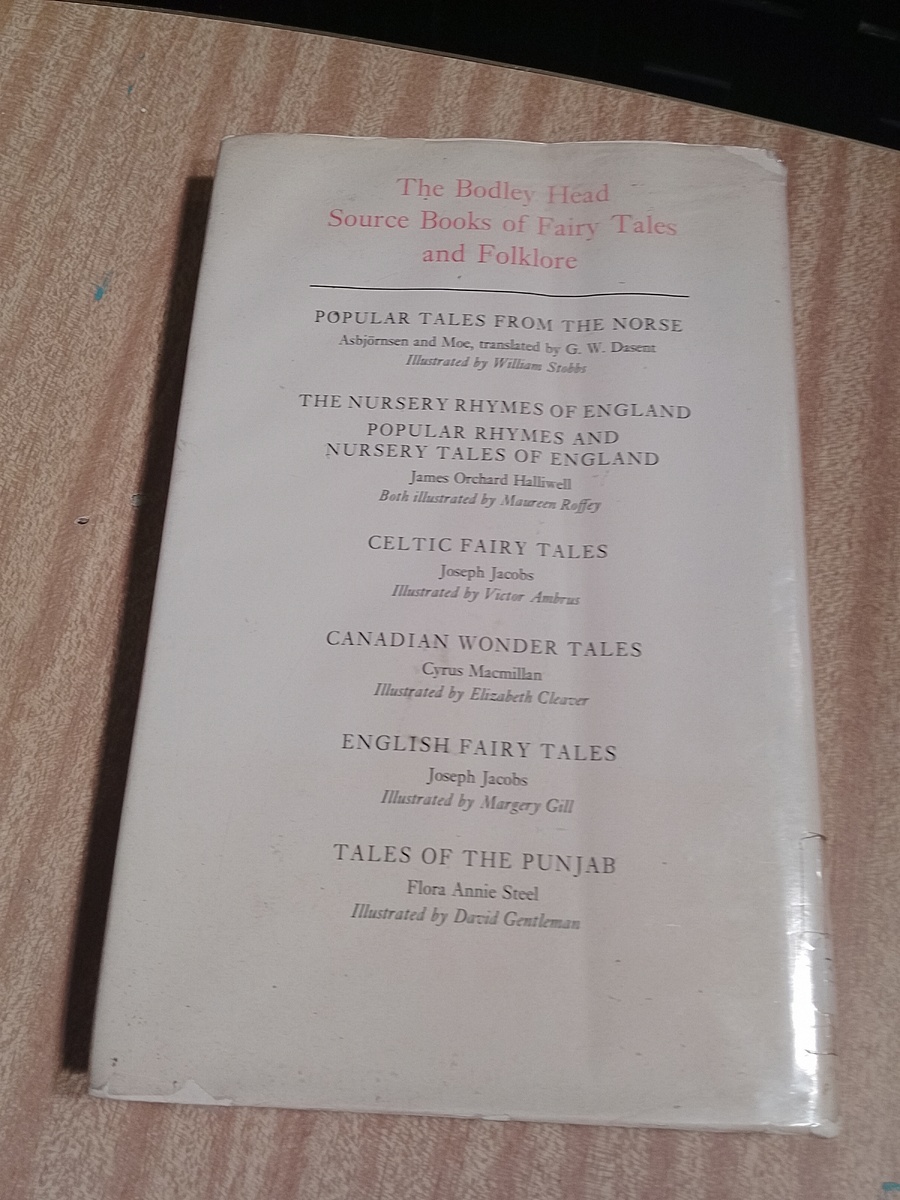 The Bodley Head
Source Books of Fairy Tales
and Folklore
POPULAR TALES FROM THE NORSE
Asbjörnsen and Moe, translated by G. W. Dasent
Illustrated by William Stobbs
THE NURSERY RHYMES OF ENGLAND
POPULAR RHYMES AND
NURSERY TALES OF ENGLAND
James Orchard Halliwell
Both illustrated by Maureen Roffey
CELTIC FAIRY TALES
Joseph Jacobs
Illustrated by Victor Ambrus
CANADIAN WONDER TALES
Cyrus Macmillan
Illustrated by Elizabeth Cleaver
ENGLISH FAIRY TALES
Joseph Jacobs
Illustrated by Margery Gill
TALES OF THE PUNJAB
Flora Annie Steel
Illustrated by David Gentleman